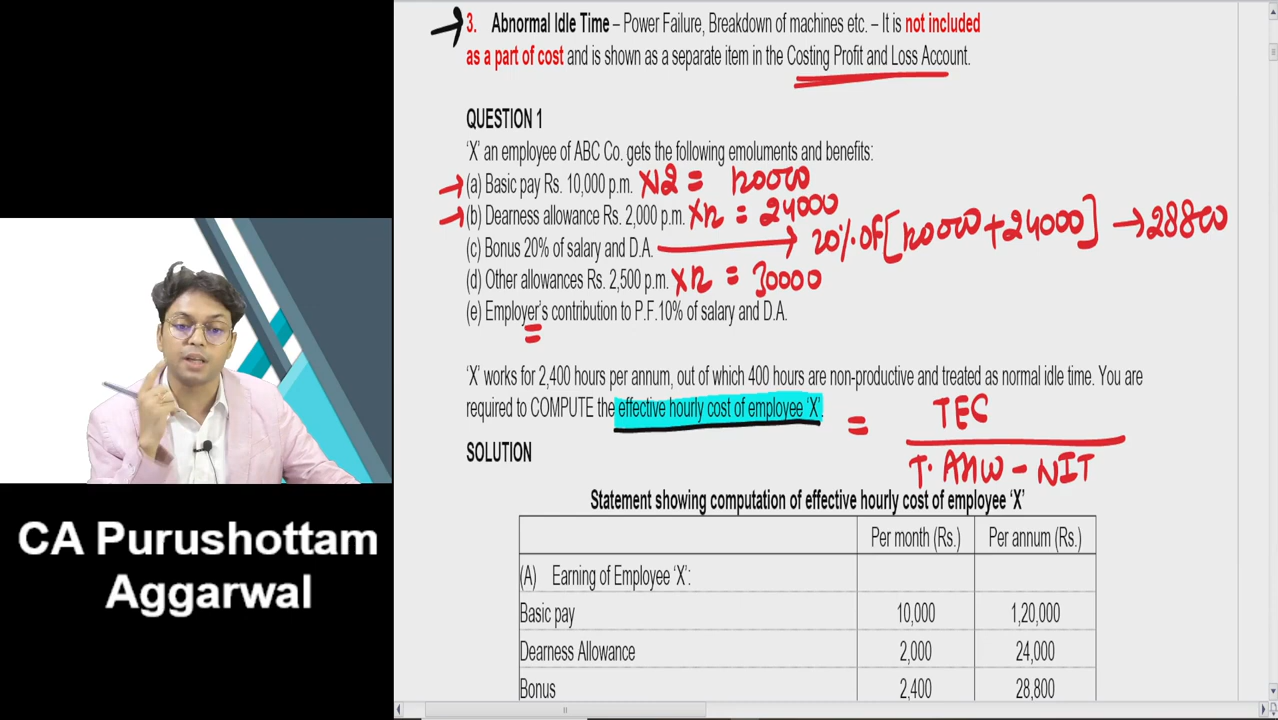 3. Abnormal Idle Time – Power Failure, Breakdown of machines etc. – It is not included
as a part of cost and is shown as a separate item in the Costing Profit and Loss Account.
QUESTION 1
‘X’ an employee of ABC Co. gets the following emoluments and benefits:
(a) Basic pay Rs. 10,000 p.m. ×12 = 120000
(b) Dearness allowance Rs. 2,000 p.m. ×12 = 24000
(c) Bonus 20% of salary and D.A. → 20% OF [120000+24000] → 28800
(d) Other allowances Rs. 2,500 p.m. ×12 = 30000
(e) Employer’s contribution to P.F.10% of salary and D.A.
‘X’ works for 2,400 hours per annum, out of which 400 hours are non-productive and treated as normal idle time. You are
required to COMPUTE the effective hourly cost of employee ‘X’.
= TEC
T. AHW – NIT
SOLUTION
Statement showing computation of effective hourly cost of employee ‘X’
Per month (Rs.) Per annum (Rs.)
(A) Earning of Employee ‘X’:
Basic pay 10,000 1,20,000
Dearness Allowance 2,000 24,000
Bonus 2,400 28,800
CA Purushottam
Aggarwal